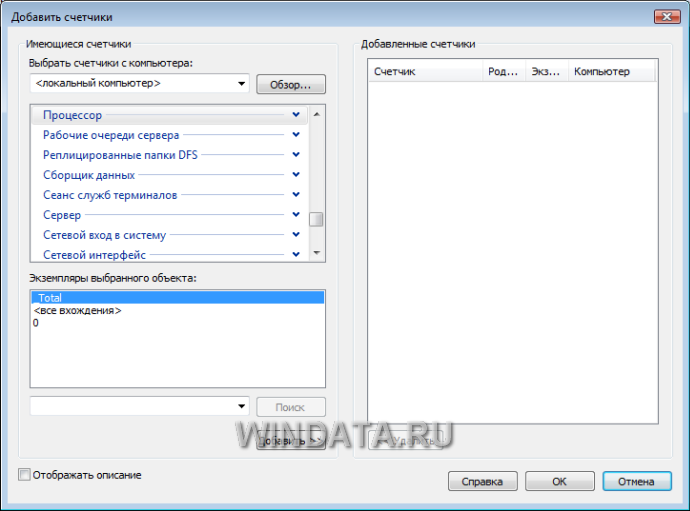 Добавить счетчики
Имеющиеся счетчики
Выбрать счетчики с компьютера:
<локальный компьютер>
Обзор...
Процессор
Рабочие очереди сервера
Реплицированные папки DFS
Сборщик данных
Сеанс служб терминалов
Сервер
Сетевой вход в систему
Сетевой интерфейс
Экземпляры выбранного объекта:
_Total
<все вхождения>
0
Поиск
Добавить >>
Отображать описание
Добавленные счетчики
Счетчик Род... Экз... Компьютер
Удалить
WINDATA.RU
Справка
OK
Отмена